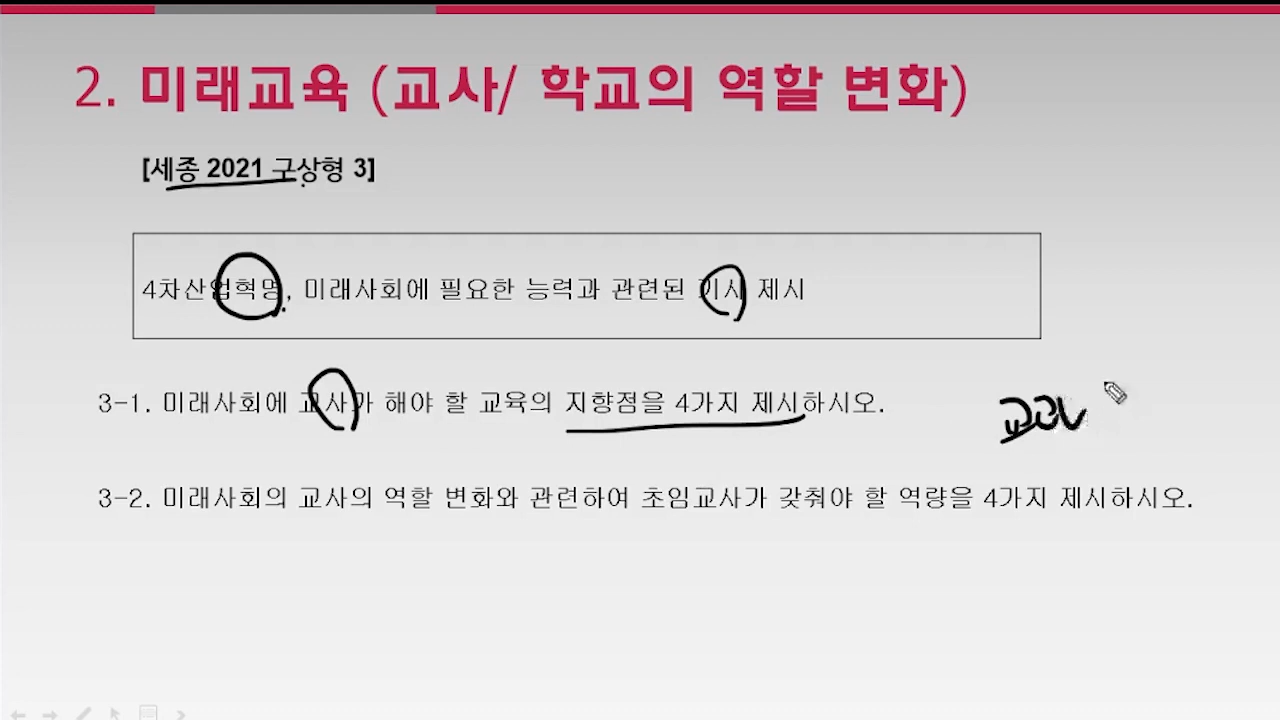 2. 미래교육 (교사/ 학교의 역할 변화)
[세종 2021 구상형 3]
4차산업혁명, 미래사회에 필요한 능력과 관련된 기사 제시
3-1. 미래사회에 교사가 해야 할 교육의 지향점을 4가지 제시하시오.
3-2. 미래사회의 교사의 역할 변화와 관련하여 초임교사가 갖춰야 할 역량을 4가지 제시하시오.